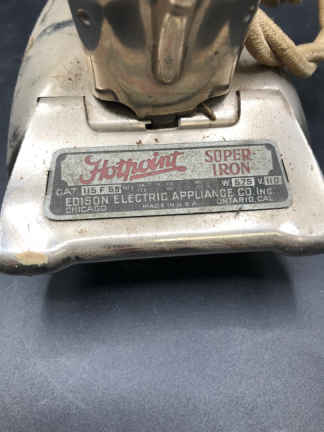 Hotpoint SUPER IRON
CAT 115 F 55 W 575 V. 110
EDISON ELECTRIC APPLIANCE CO. INC.
CHICAGO ONTARIO, CAL.
MADE IN U.S.A.